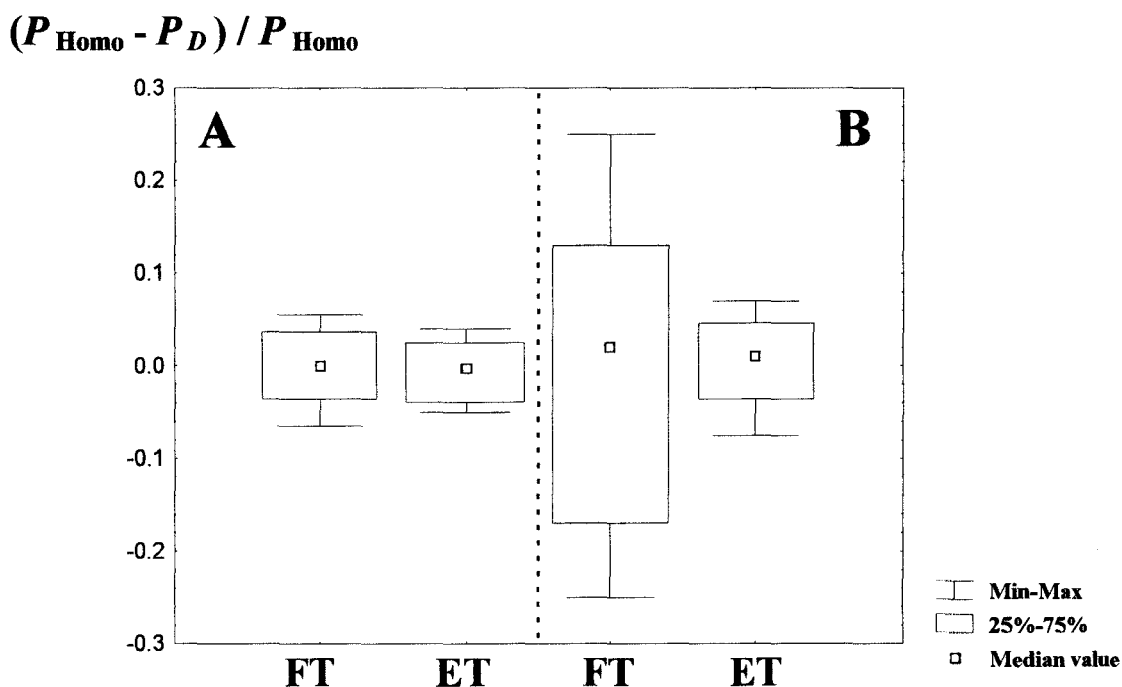 (P Homo - P D) / P Homo
A
B
0.3
0.2
0.1
0.0
-0.1
-0.2
-0.3
FT ET FT ET
Min-Max
25%-75%
Median value